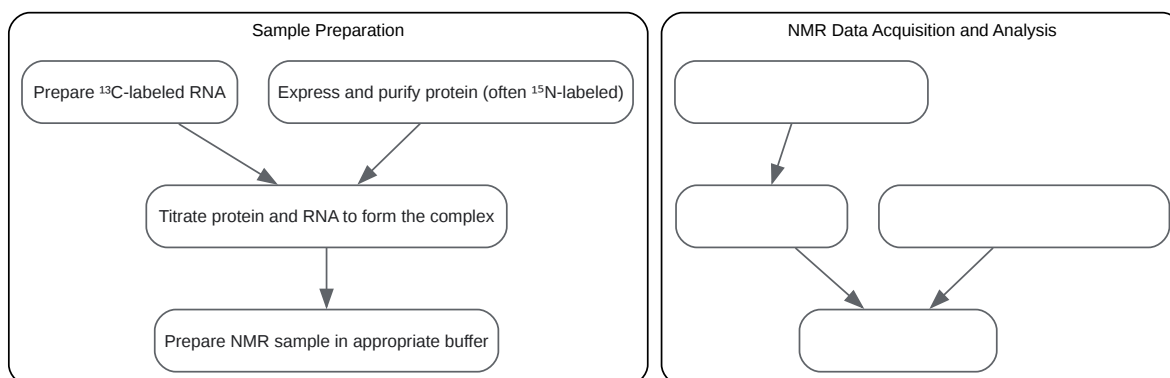 Sample Preparation
Prepare ¹³C-labeled RNA
Express and purify protein (often ¹⁵N-labeled)
Titrate protein and RNA to form the complex
Prepare NMR sample in appropriate buffer
NMR Data Acquisition and Analysis